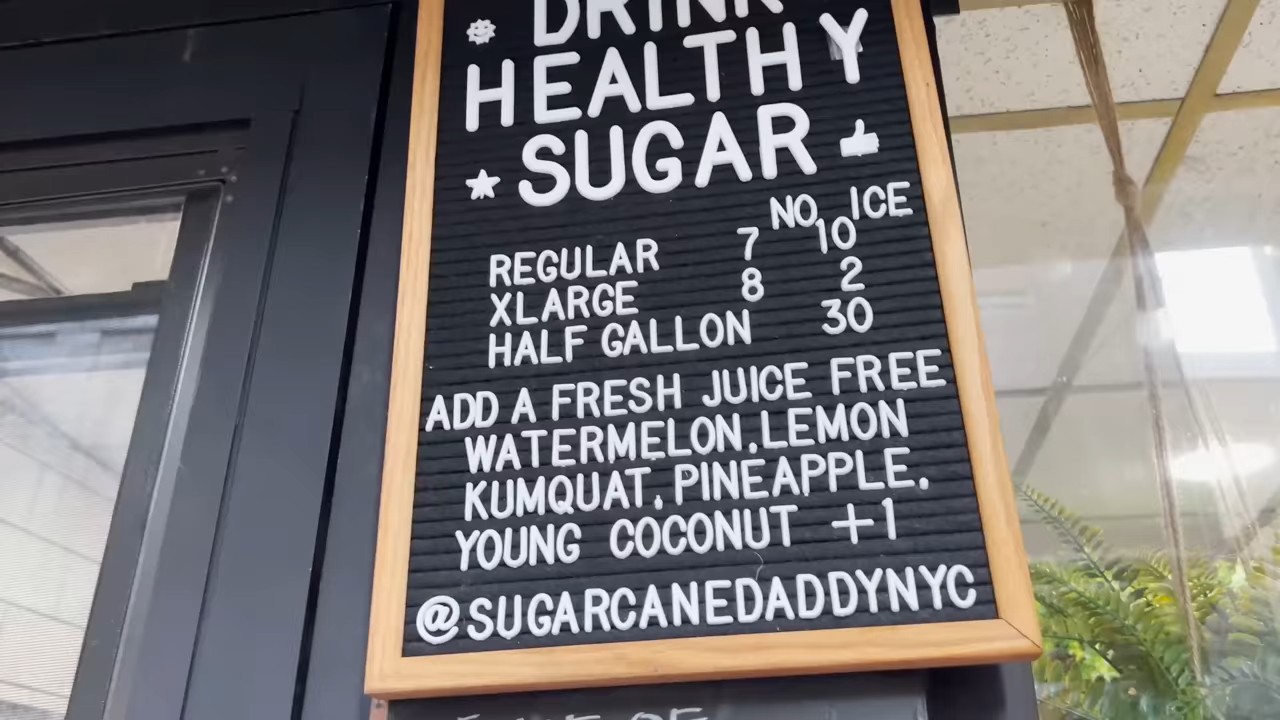 DRINK
HEALTHY
SUGAR
NO ICE
REGULAR 7 10
XLARGE 8 2
HALF GALLON 30
ADD A FRESH JUICE FREE
WATERMELON.LEMON
KUMQUAT.PINEAPPLE.
YOUNG COCONUT +1
@SUGARCANEDADDYNYC